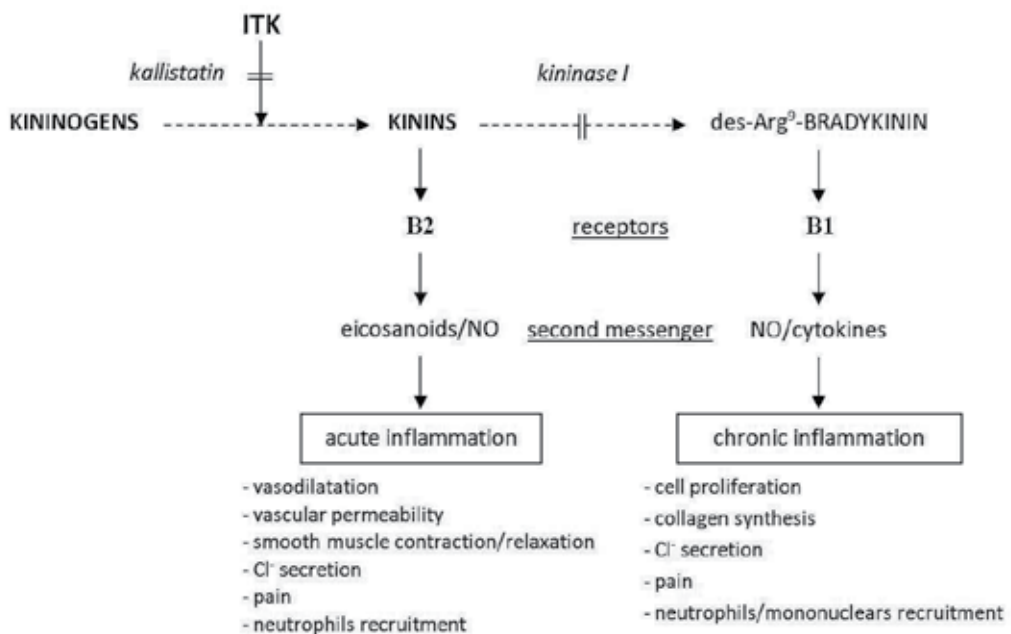 ITK
kallistatin
kininase I
KININOGENS
KININS
des-Arg⁹-BRADYKININ
B2
receptors
B1
eicosanoids/NO
second messenger
NO/cytokines
acute inflammation
chronic inflammation
- vasodilatation
- vascular permeability
- smooth muscle contraction/relaxation
- Cl⁻ secretion
- pain
- neutrophils recruitment
- cell proliferation
- collagen synthesis
- Cl⁻ secretion
- pain
- neutrophils/mononuclears recruitment